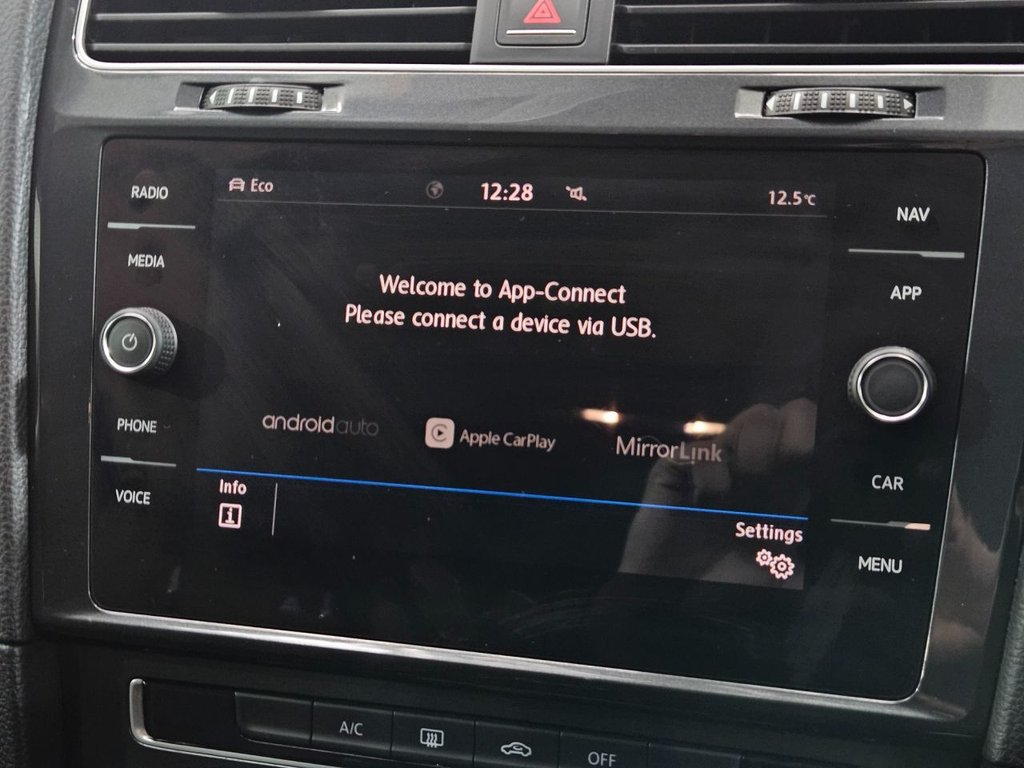 RADIO
MEDIA
PHONE
VOICE
Eco
12:28
12.5°C
Welcome to App-Connect
Please connect a device via USB.
androidauto
Apple CarPlay
MirrorLink
Info
i
Settings
NAV
APP
CAR
MENU
A/C
OFF